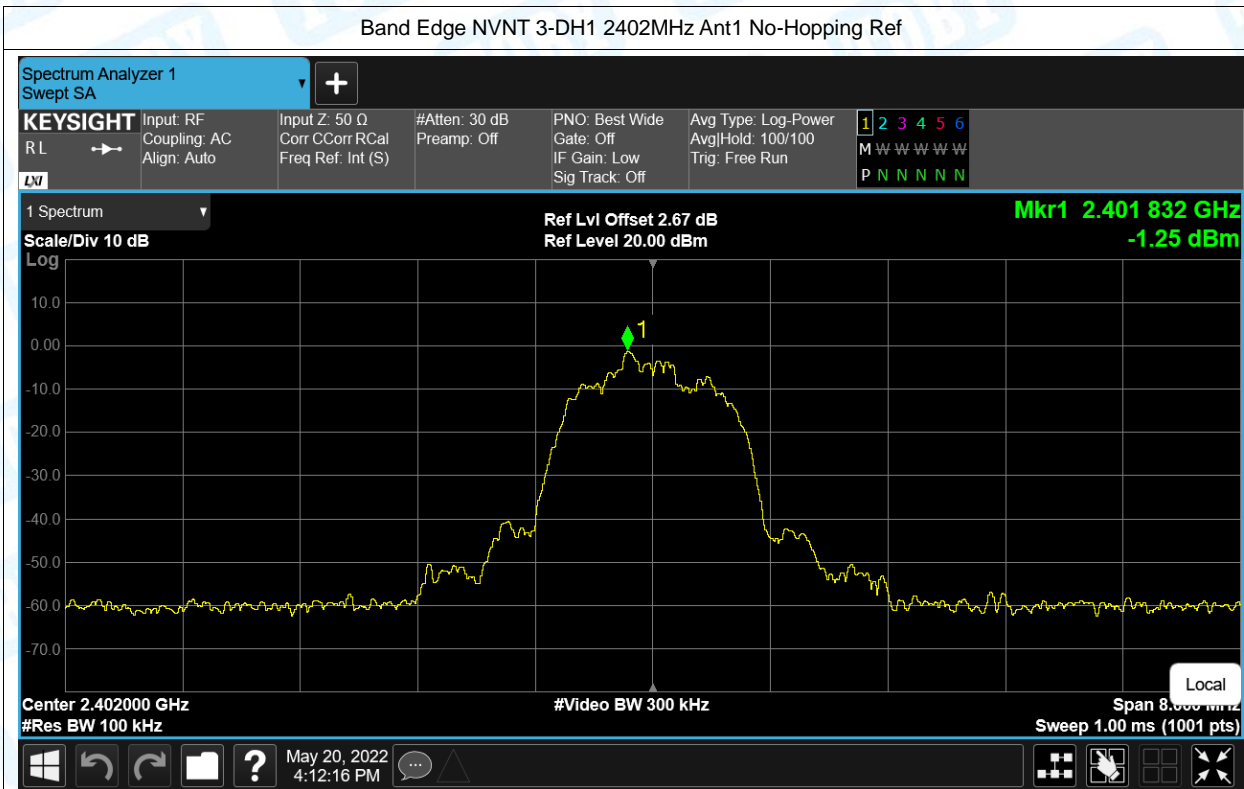 Band Edge NVNT 3-DH1 2402MHz Ant1 No-Hopping Ref
Spectrum Analyzer 1
Swept SA
KEYSIGHT
RL
LXI
Input: RF
Coupling: AC
Align: Auto
Input Z: 50 Ω
Corr CCorr RCal
Freq Ref: Int (S)
#Atten: 30 dB
Preamp: Off
PNO: Best Wide
Gate: Off
IF Gain: Low
Sig Track: Off
Avg Type: Log-Power
Avg|Hold: 100/100
Trig: Free Run
1 2 3 4 5 6
M W W W W W W
P N N N N N
1 Spectrum
Scale/Div 10 dB
Ref Lvl Offset 2.67 dB
Ref Level 20.00 dBm
Mkr1 2.401 832 GHz
-1.25 dBm
Log
10.0
0.00
-10.0
-20.0
-30.0
-40.0
-50.0
-60.0
-70.0
1
Center 2.402000 GHz
#Res BW 100 kHz
#Video BW 300 kHz
Local
Span 8.000 MHz
Sweep 1.00 ms (1001 pts)
?
May 20, 2022
4:12:16 PM